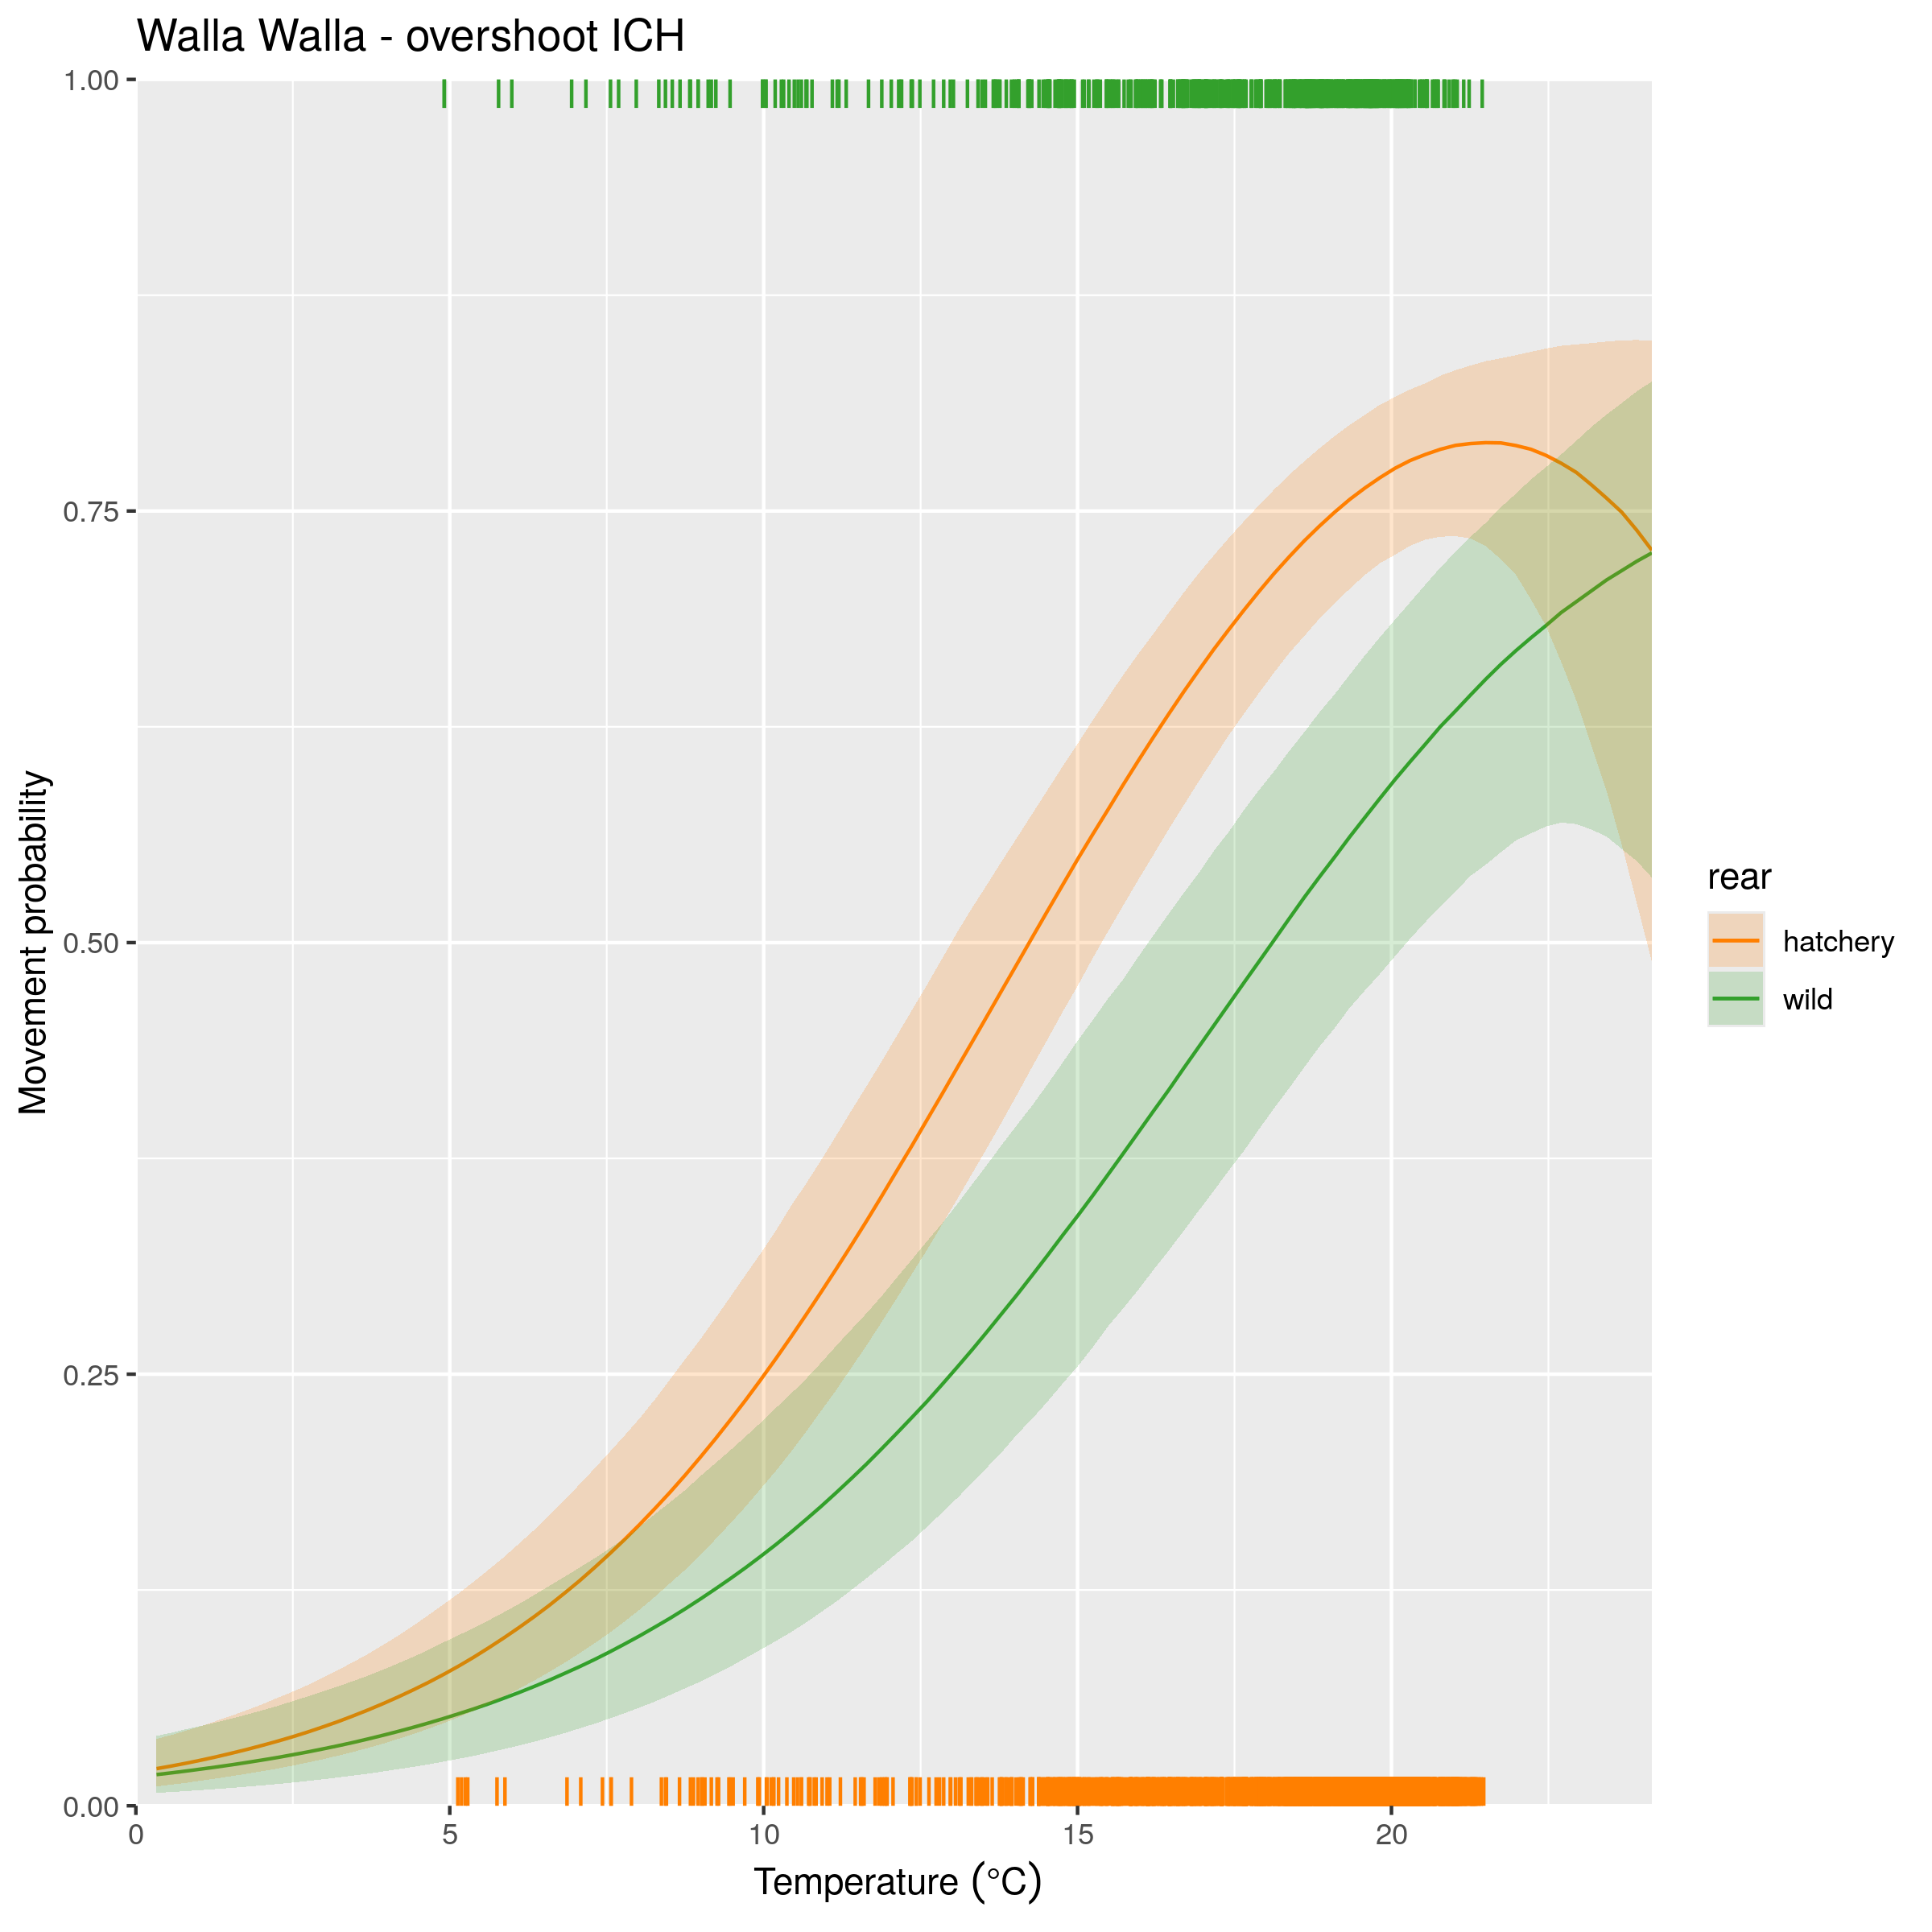 Walla Walla - overshoot ICH
1.00
0.75
0.50
0.25
0.00
0
5
10
15
20
Temperature (°C)
Movement probability
rear
hatchery
wild